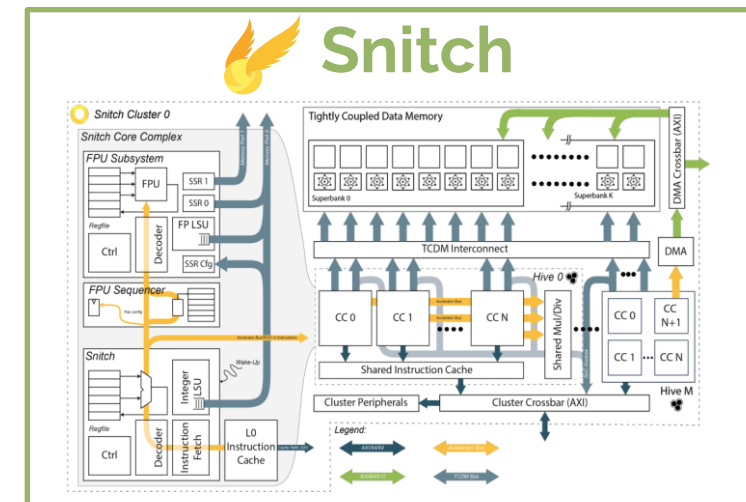 Snitch
Snitch Cluster 0
Snitch Core Complex
FPU Subsystem
FPU
SSR 1
SSR 0
Regfile
FP LSU
Ctrl
Decoder
SSR Cfg
FPU Sequencer
Snitch
Wake-Up
Integer LSU
Regfile
Ctrl
Decoder
Instruction Fetch
L0
Instruction
Cache
Tightly Coupled Data Memory
Superbank 0
Superbank K
DMA Crossbar (AXI)
TCDM Interconnect
DMA
Hive 0
CC 0
CC 1
CC N
Accelerator Bus
Accelerator Bus
Shared Mul/Div
CC 0
CC
N+1
CC 1
CC N
Hive M
Shared Instruction Cache
Cluster Peripherals
Cluster Crossbar (AXI)
Legend:
Accelerator Bus
TCDM Bus